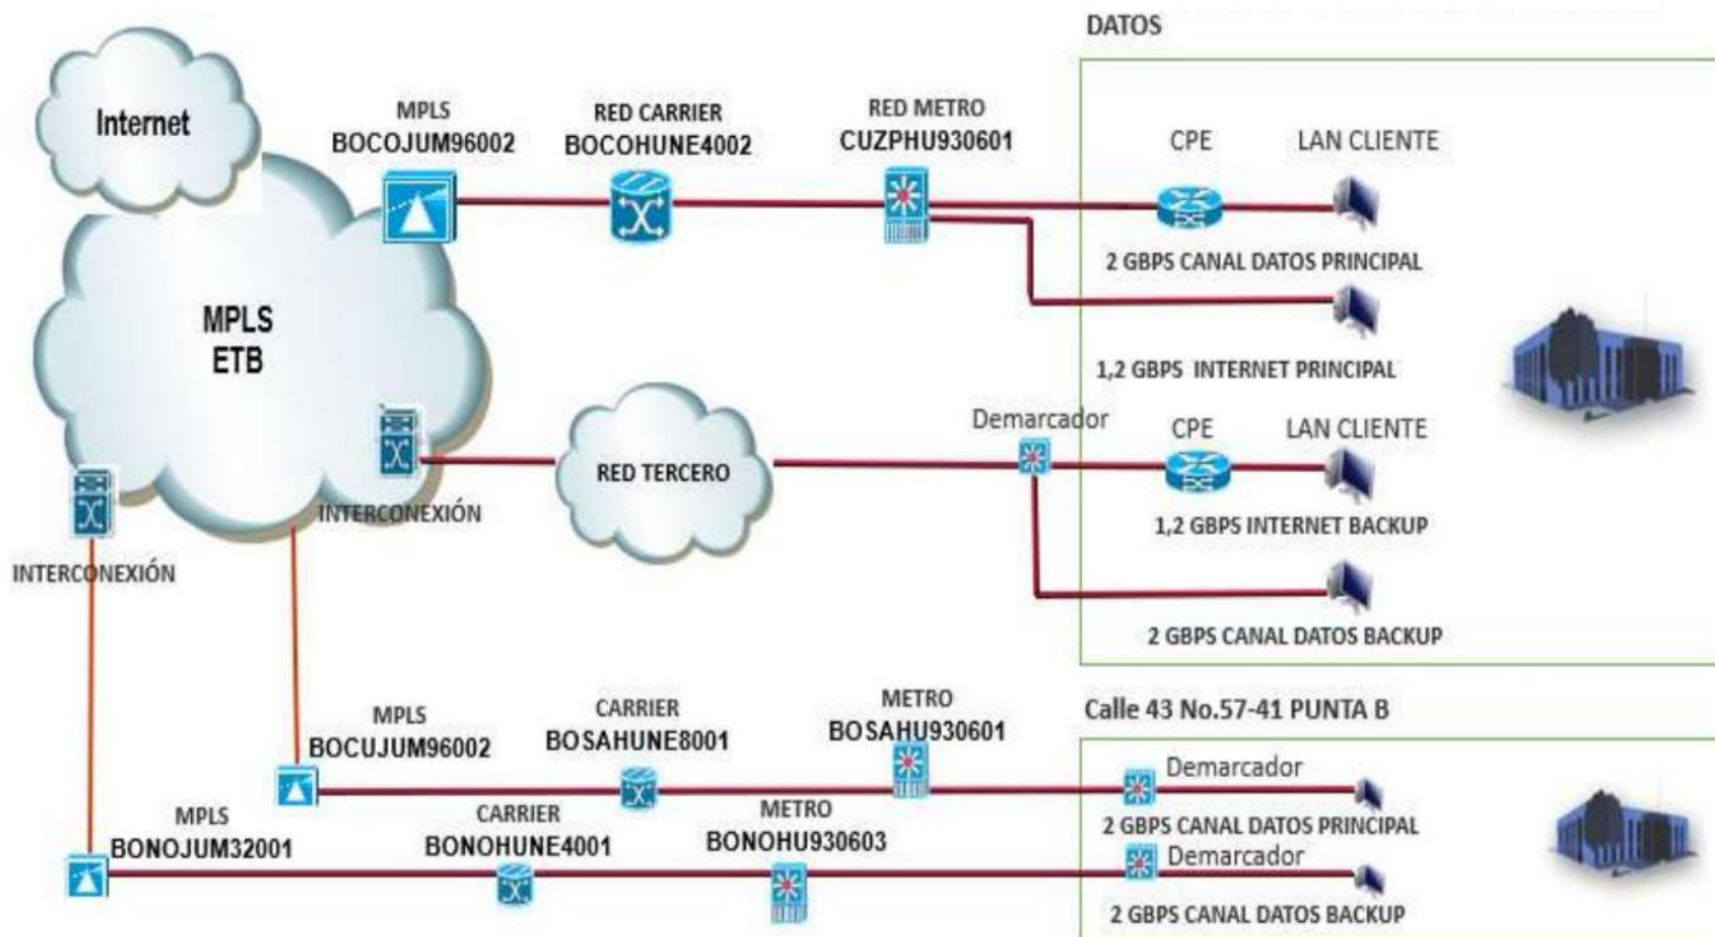 DATOS
Internet
MPLS
BOCOJUM96002
RED CARRIER
BOCOHUNE4002
RED METRO
CUZPHU930601
CPE
LAN CLIENTE
2 GBPS CANAL DATOS PRINCIPAL
MPLS
ETB
1,2 GBPS INTERNET PRINCIPAL
Demarcador
CPE
LAN CLIENTE
RED TERCERO
INTERCONEXIÓN
1,2 GBPS INTERNET BACKUP
INTERCONEXIÓN
2 GBPS CANAL DATOS BACKUP
Calle 43 No.57-41 PUNTA B
MPLS
BOCUJUM96002
CARRIER
BOSAHUNE8001
METRO
BOSAHU930601
Demarcador
2 GBPS CANAL DATOS PRINCIPAL
MPLS
BONOJUM32001
CARRIER
BONOHUNE4001
METRO
BONOHU930603
Demarcador
2 GBPS CANAL DATOS BACKUP